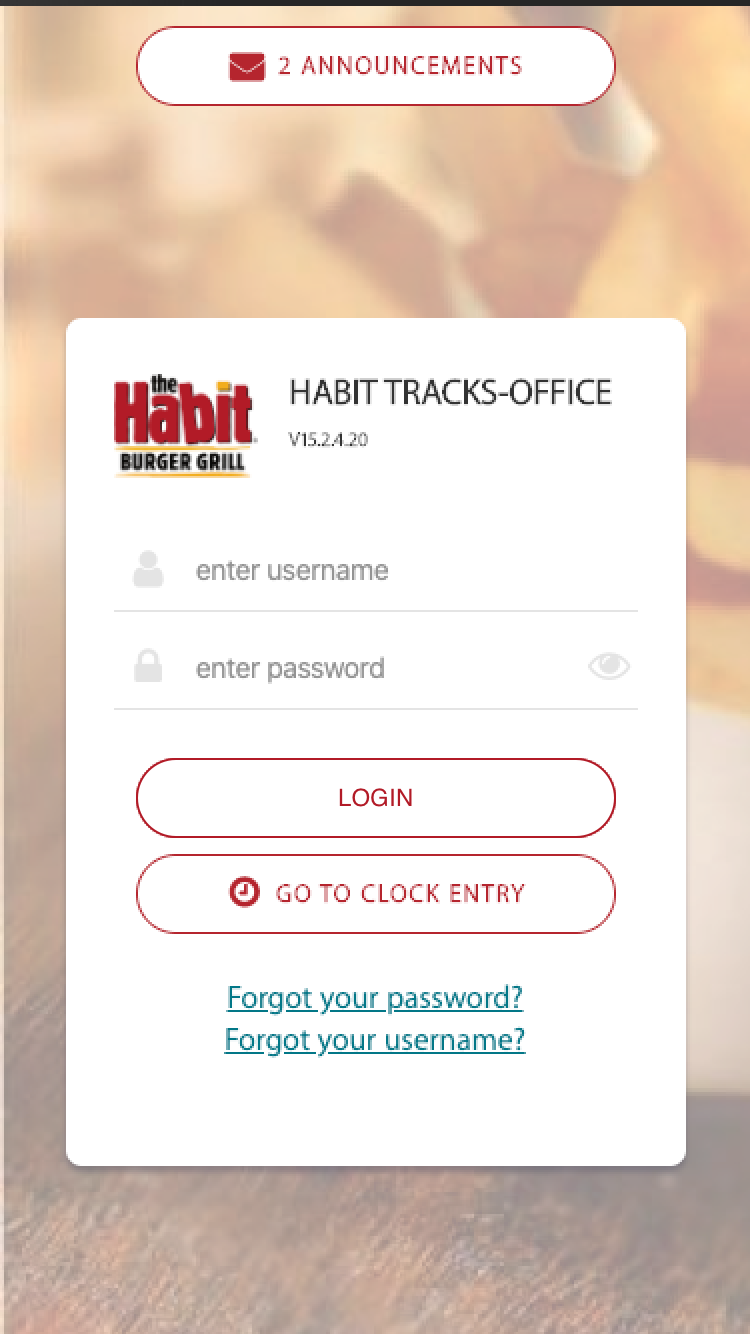 2 ANNOUNCEMENTS
the
Habit
BURGER GRILL
HABIT TRACKS-OFFICE
V15.2.4.20
enter username
enter password
LOGIN
GO TO CLOCK ENTRY
Forgot your password?
Forgot your username?